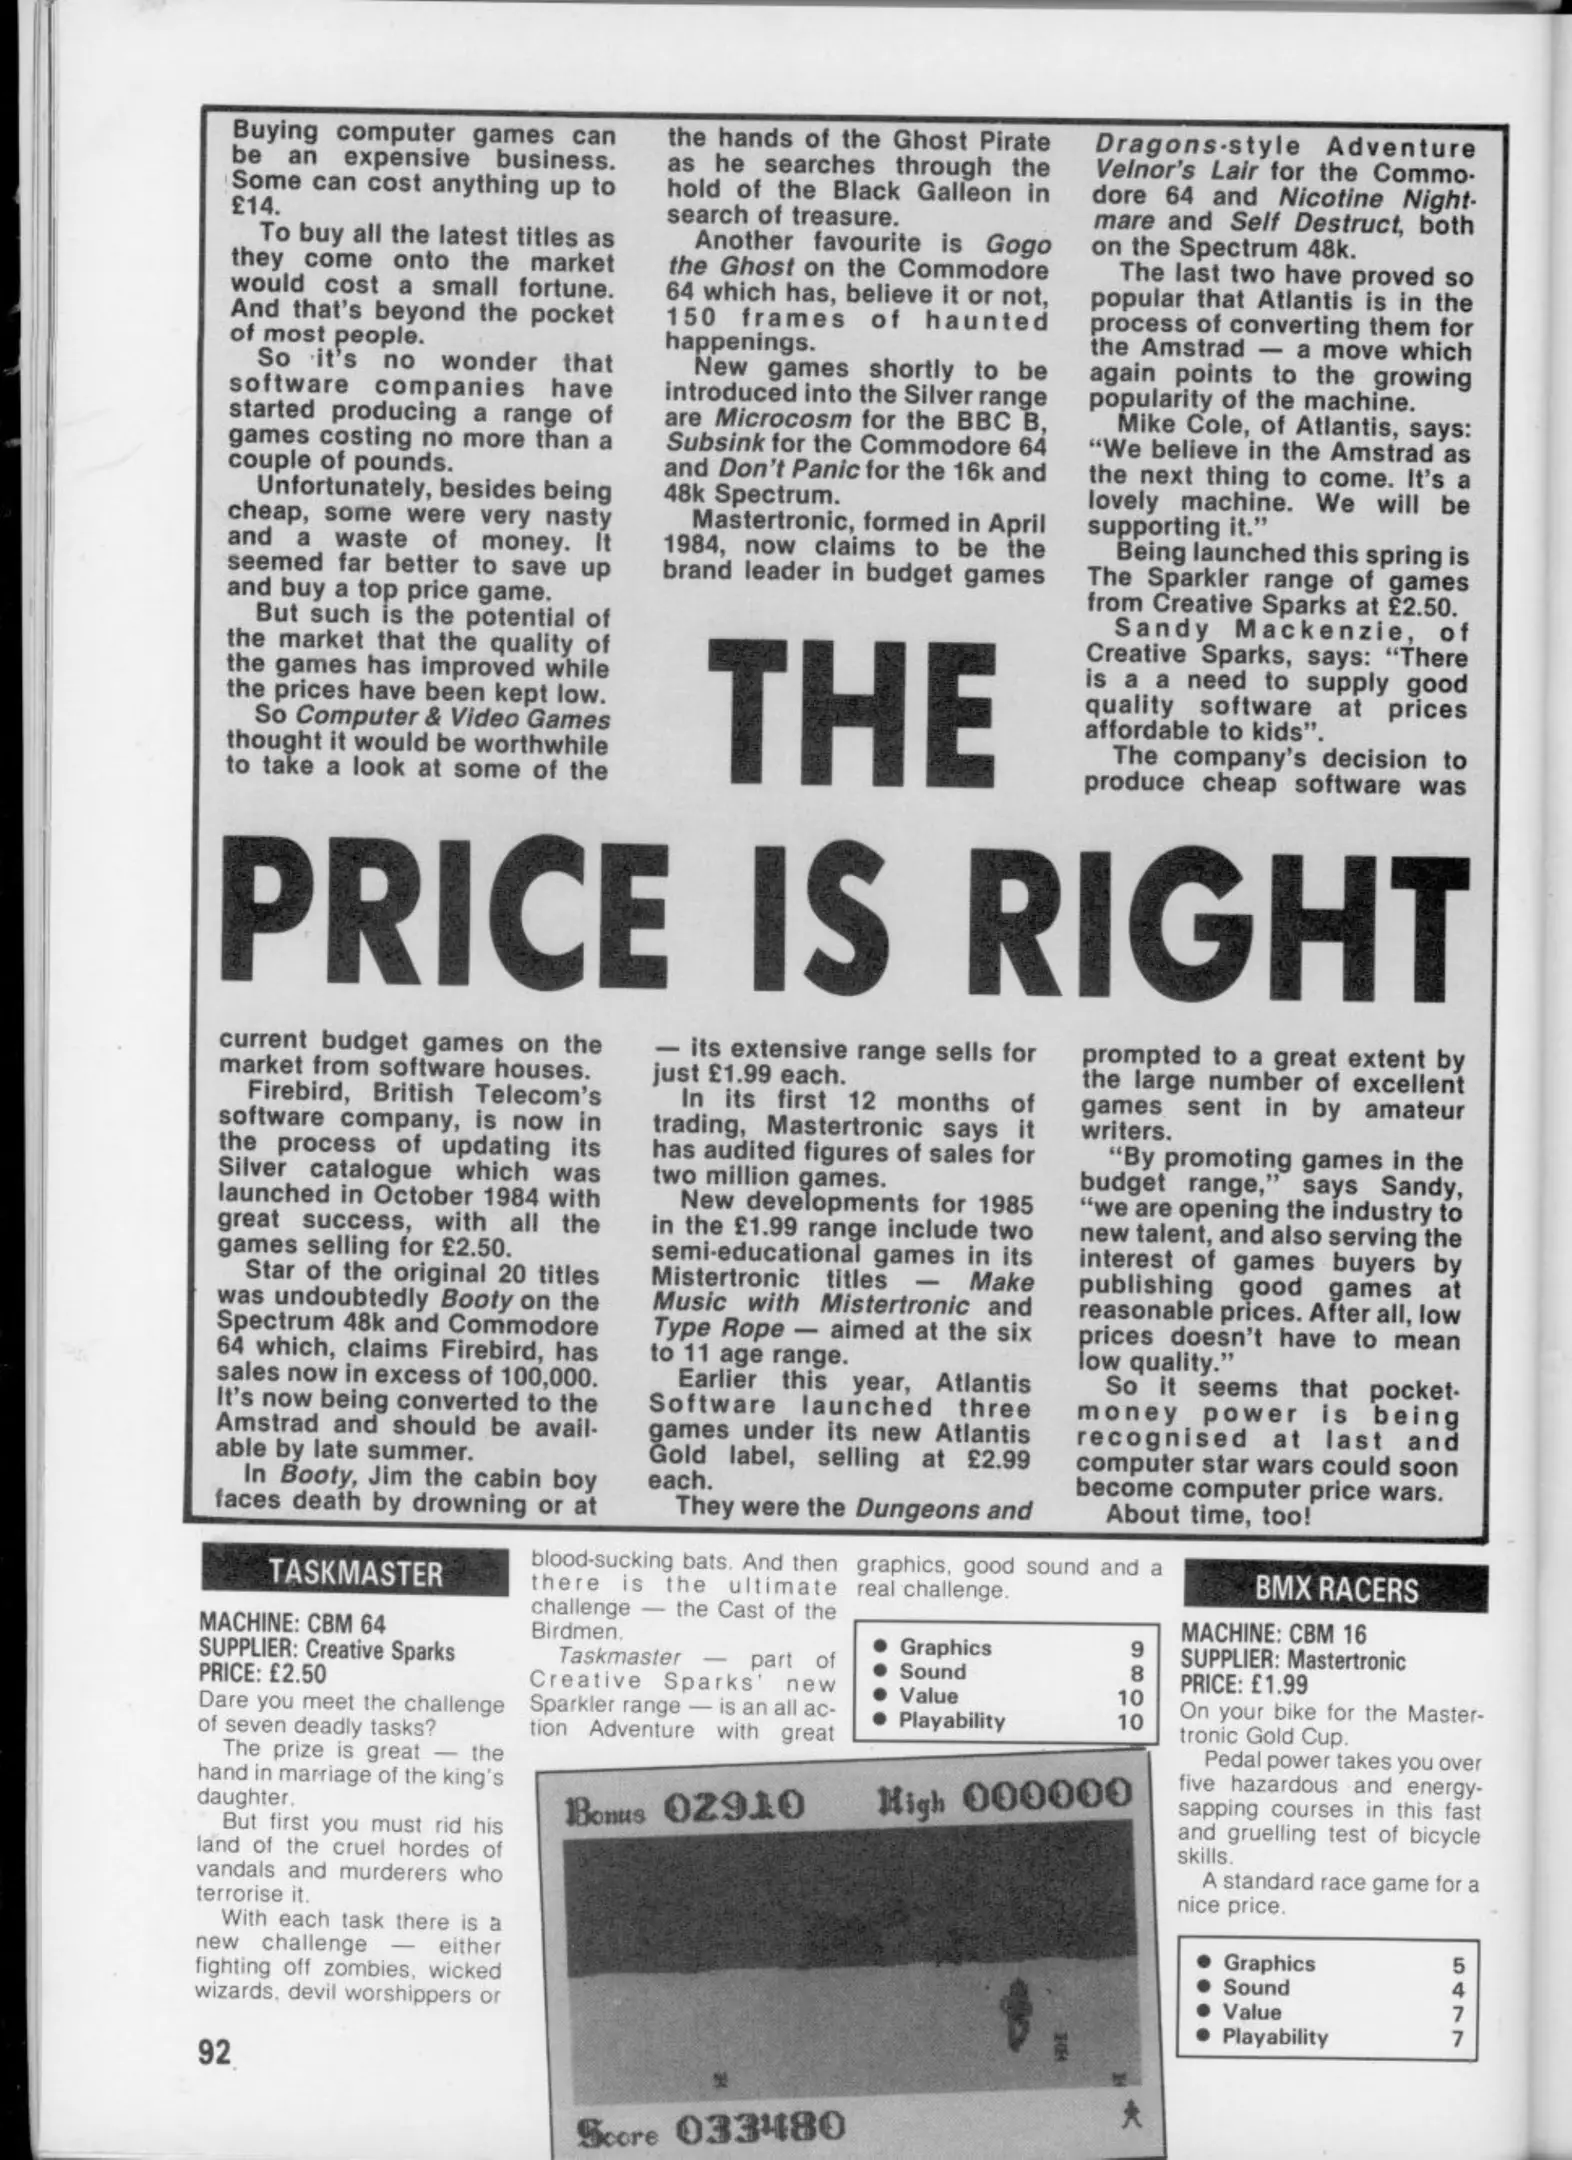 Buying computer games can
be an expensive business.
Some can cost anything up to
£14.
To buy all the latest titles as
they come onto the market
would cost a small fortune.
And that's beyond the pocket
of most people.
So it's no wonder that
software companies have
started producing a range of
games costing no more than a
couple of pounds.
Unfortunately, besides being
cheap, some were very nasty
and a waste of money. It
seemed far better to save up
and buy a top price game.
But such is the potential of
the market that the quality of
the games has improved while
the prices have been kept low.
So Computer & Video Games
thought it would be worthwhile
to take a look at some of the
the hands of the Ghost Pirate
as he searches through the
hold of the Black Galleon in
search of treasure.
Another favourite is Gogo
the Ghost on the Commodore
64 which has, believe it or not,
150 frames of haunted
happenings.
New games shortly to be
introduced into the Silver range
are Microcosm for the BBC B,
Subsink for the Commodore 64
and Don't Panic for the 16k and
48k Spectrum.
Mastertronic, formed in April
1984, now claims to be the
brand leader in budget games
Dragons-style Adventure
Velnor's Lair for the Commo-
dore 64 and Nicotine Night-
mare and Self Destruct, both
on the Spectrum 48k.
The last two have proved so
popular that Atlantis is in the
process of converting them for
the Amstrad — a move which
again points to the growing
popularity of the machine.
Mike Cole, of Atlantis, says:
"We believe in the Amstrad as
the next thing to come. It's a
lovely machine. We will be
supporting it."
Being launched this spring is
The Sparkler range of games
from Creative Sparks at £2.50.
Sandy Mackenzie, of
Creative Sparks, says: "There
is a a need to supply good
quality software at prices
affordable to kids".
The company's decision to
produce cheap software was
THE
PRICE IS RIGHT
current budget games on the
market from software houses.
Firebird, British Telecom's
software company, is now in
the process of updating its
Silver catalogue which was
launched in October 1984 with
great success, with all the
games selling for £2.50.
Star of the original 20 titles
was undoubtedly Booty on the
Spectrum 48k and Commodore
64 which, claims Firebird, has
sales now in excess of 100,000.
It's now being converted to the
Amstrad and should be avail-
able by late summer.
In Booty, Jim the cabin boy
faces death by drowning or at
— its extensive range sells for
just £1.99 each.
In its first 12 months of
trading, Mastertronic says it
has audited figures of sales for
two million games.
New developments for 1985
in the £1.99 range include two
semi-educational games in its
Mistertronic titles — Make
Music with Mistertronic and
Type Rope — aimed at the six
to 11 age range.
Earlier this year, Atlantis
Software launched three
games under its new Atlantis
Gold label, selling at £2.99
each.
They were the Dungeons and
prompted to a great extent by
the large number of excellent
games sent in by amateur
writers.
"By promoting games in the
budget range," says Sandy,
"we are opening the industry to
new talent, and also serving the
interest of games buyers by
publishing good games at
reasonable prices. After all, low
prices doesn't have to mean
low quality."
So it seems that pocket-
money power is being
recognised at last and
computer star wars could soon
become computer price wars.
About time, too!
TASKMASTER
MACHINE: CBM 64
SUPPLIER: Creative Sparks
PRICE: £2.50
Dare you meet the challenge
of seven deadly tasks?
The prize is great — the
hand in marriage of the king's
daughter.
But first you must rid his
land of the cruel hordes of
vandals and murderers who
terrorise it.
With each task there is a
new challenge — either
fighting off zombies, wicked
wizards, devil worshippers or
blood-sucking bats. And then
there is the ultimate
challenge — the Cast of the
Birdmen.
Taskmaster — part of
Creative Sparks' new
Sparkler range — is an all ac-
tion Adventure with great
graphics, good sound and a
real challenge.
• Graphics 9
• Sound 8
• Value 10
• Playability 10
Bonus 02910 High 000000
Score 033480
BMX RACERS
MACHINE: CBM 16
SUPPLIER: Mastertronic
PRICE: £1.99
On your bike for the Master-
tronic Gold Cup.
Pedal power takes you over
five hazardous and energy-
sapping courses in this fast
and gruelling test of bicycle
skills.
A standard race game for a
nice price.
• Graphics 5
• Sound 4
• Value 7
• Playability 7
92